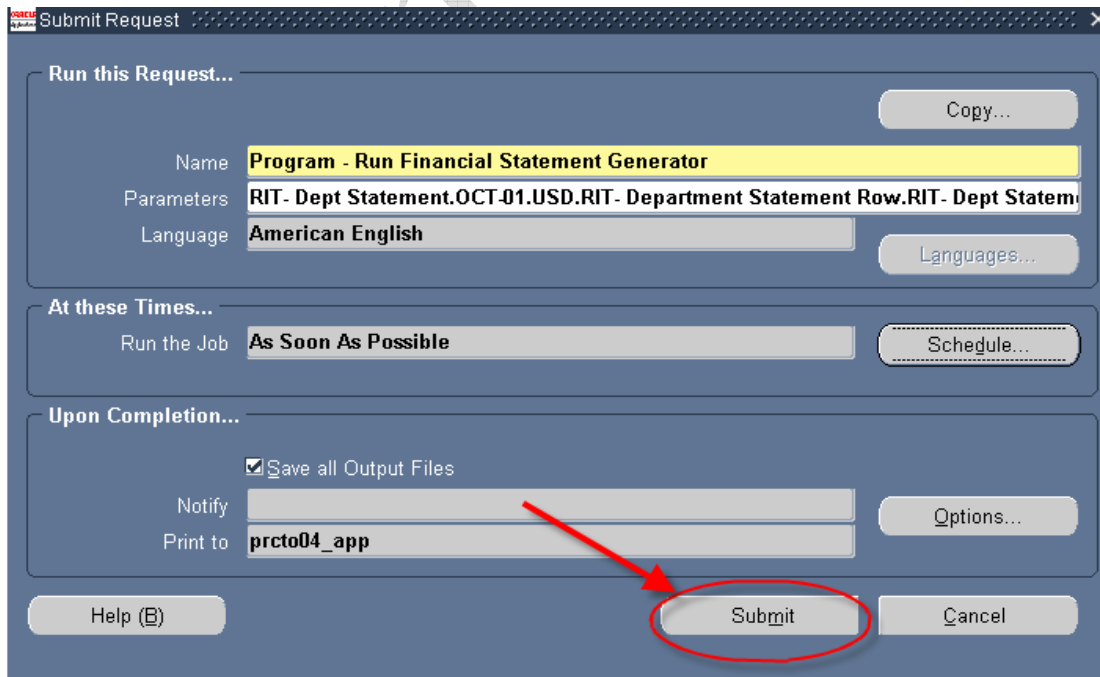 ORACLE Submit Request
Run this Request...
Copy...
Name Program - Run Financial Statement Generator
Parameters RIT- Dept Statement.OCT-01.USD.RIT- Department Statement Row.RIT- Dept Statem
Language American English
Languages...
At these Times...
Run the Job As Soon As Possible
Schedule...
Upon Completion...
Save all Output Files
Notify
Options...
Print to prcto04_app
Help (B) Submit Cancel